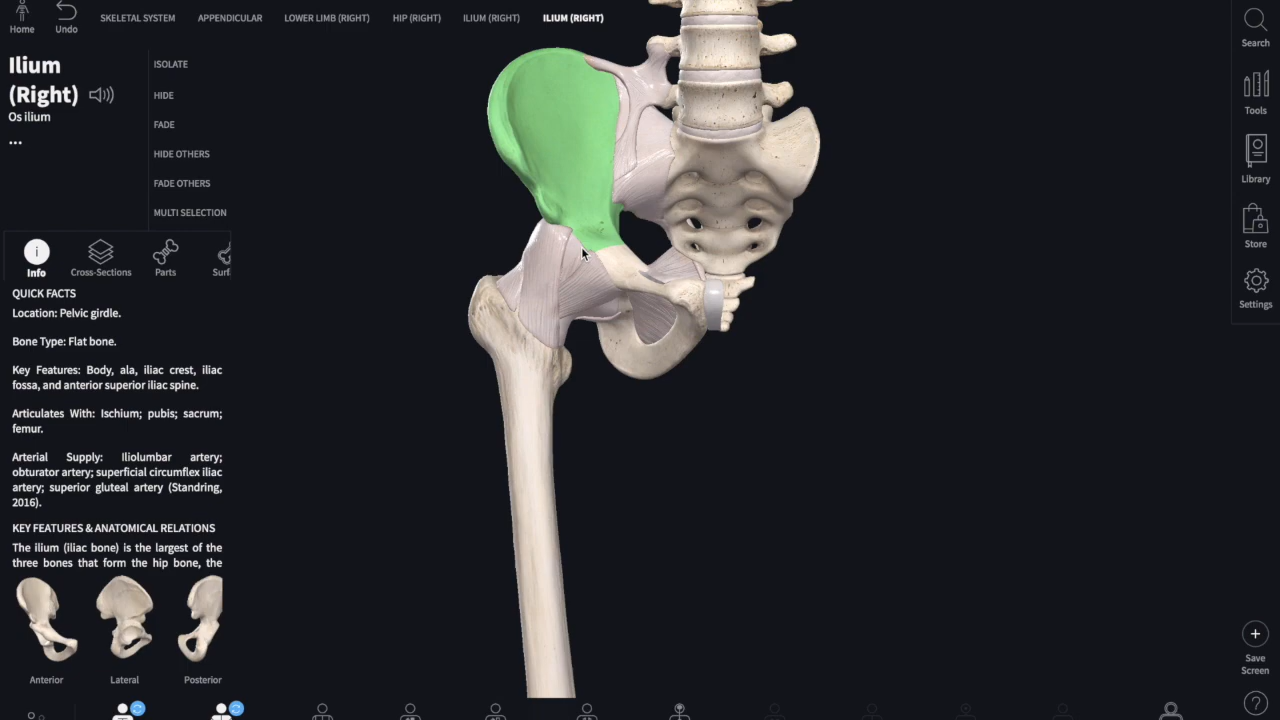 Home
Undo
SKELETAL SYSTEM
APPENDICULAR
LOWER LIMB (RIGHT)
HIP (RIGHT)
ILIUM (RIGHT)
ILIUM (RIGHT)
Ilium
(Right)
Os ilium
...
ISOLATE
HIDE
FADE
HIDE OTHERS
FADE OTHERS
MULTI SELECTION
Info
Cross-Sections
Parts
Surf
QUICK FACTS
Location: Pelvic girdle.
Bone Type: Flat bone.
Key Features: Body, ala, iliac crest, iliac
fossa, and anterior superior iliac spine.
Articulates With: Ischium; pubis; sacrum;
femur.
Arterial Supply: Iliolumbar artery;
obturator artery; superficial circumflex iliac
artery; superior gluteal artery (Standring,
2016).
KEY FEATURES & ANATOMICAL RELATIONS
The ilium (iliac bone) is the largest of the
three bones that form the hip bone, the
Anterior
Lateral
Posterior
Search
Tools
Library
Store
Settings
Save
Screen